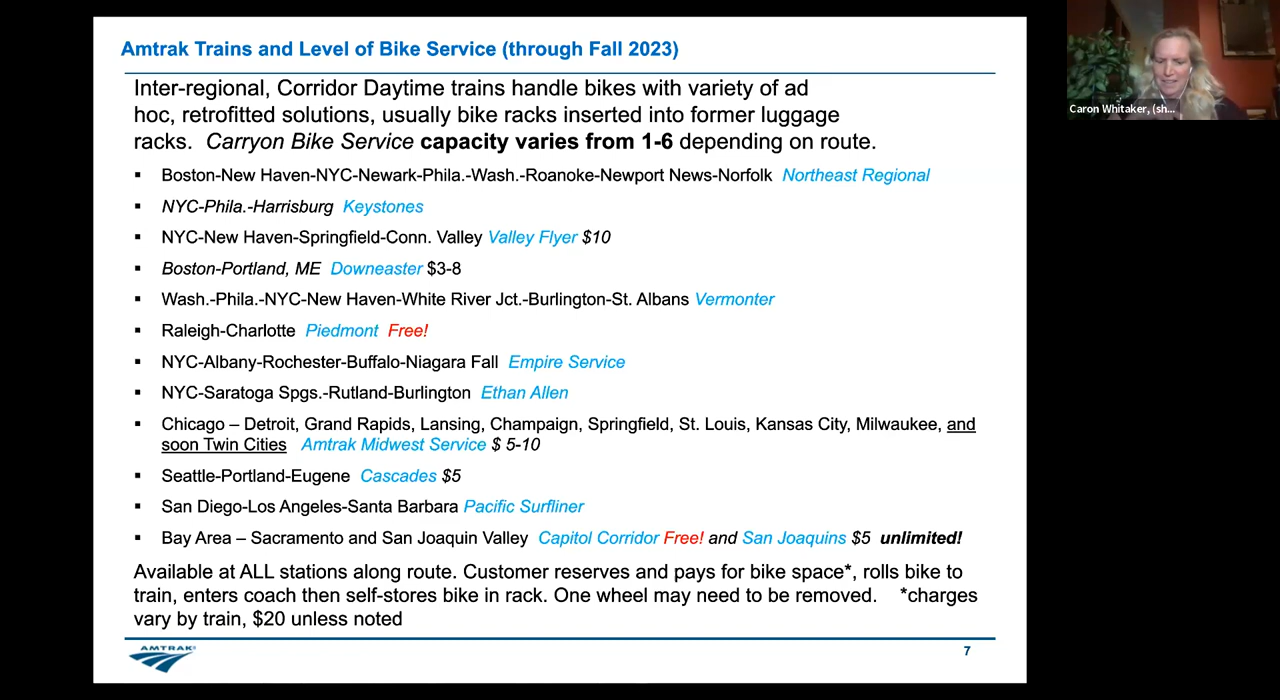 Amtrak Trains and Level of Bike Service (through Fall 2023)
Inter-regional, Corridor Daytime trains handle bikes with variety of ad
hoc, retrofitted solutions, usually bike racks inserted into former luggage
racks. Carryon Bike Service capacity varies from 1-6 depending on route.
▪ Boston-New Haven-NYC-Newark-Phila.-Wash.-Roanoke-Newport News-Norfolk Northeast Regional
▪ NYC-Phila.-Harrisburg Keystones
▪ NYC-New Haven-Springfield-Conn. Valley Valley Flyer $10
▪ Boston-Portland, ME Downeaster $3-8
▪ Wash.-Phila.-NYC-New Haven-White River Jct.-Burlington-St. Albans Vermonter
▪ Raleigh-Charlotte Piedmont Free!
▪ NYC-Albany-Rochester-Buffalo-Niagara Fall Empire Service
▪ NYC-Saratoga Spgs.-Rutland-Burlington Ethan Allen
▪ Chicago – Detroit, Grand Rapids, Lansing, Champaign, Springfield, St. Louis, Kansas City, Milwaukee, and
soon Twin Cities Amtrak Midwest Service $ 5-10
▪ Seattle-Portland-Eugene Cascades $5
▪ San Diego-Los Angeles-Santa Barbara Pacific Surfliner
▪ Bay Area – Sacramento and San Joaquin Valley Capitol Corridor Free! and San Joaquins $5 unlimited!
Available at ALL stations along route. Customer reserves and pays for bike space*, rolls bike to
train, enters coach then self-stores bike in rack. One wheel may need to be removed. *charges
vary by train, $20 unless noted
AMTRAK
7
Caron Whitaker, (sh...